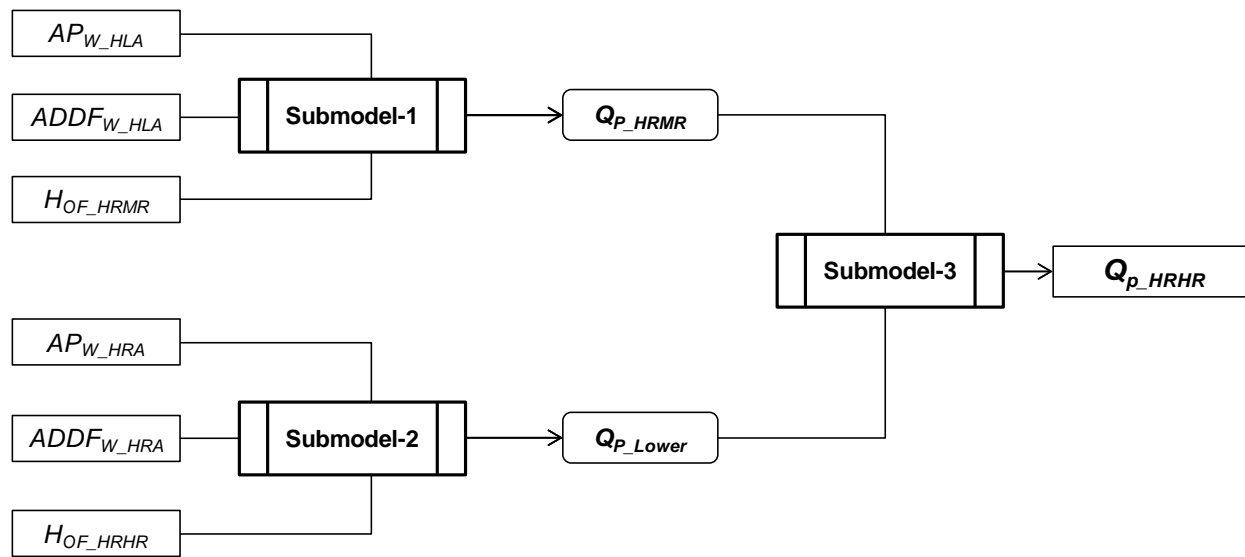 AP_W_HLA
ADDF_W_HLA
Submodel-1
Q_P_HRMR
H_OF_HRMR
Submodel-3
Q_p_HRHR
AP_W_HRA
ADDF_W_HRA
Submodel-2
Q_P_Lower
H_OF_HRHR